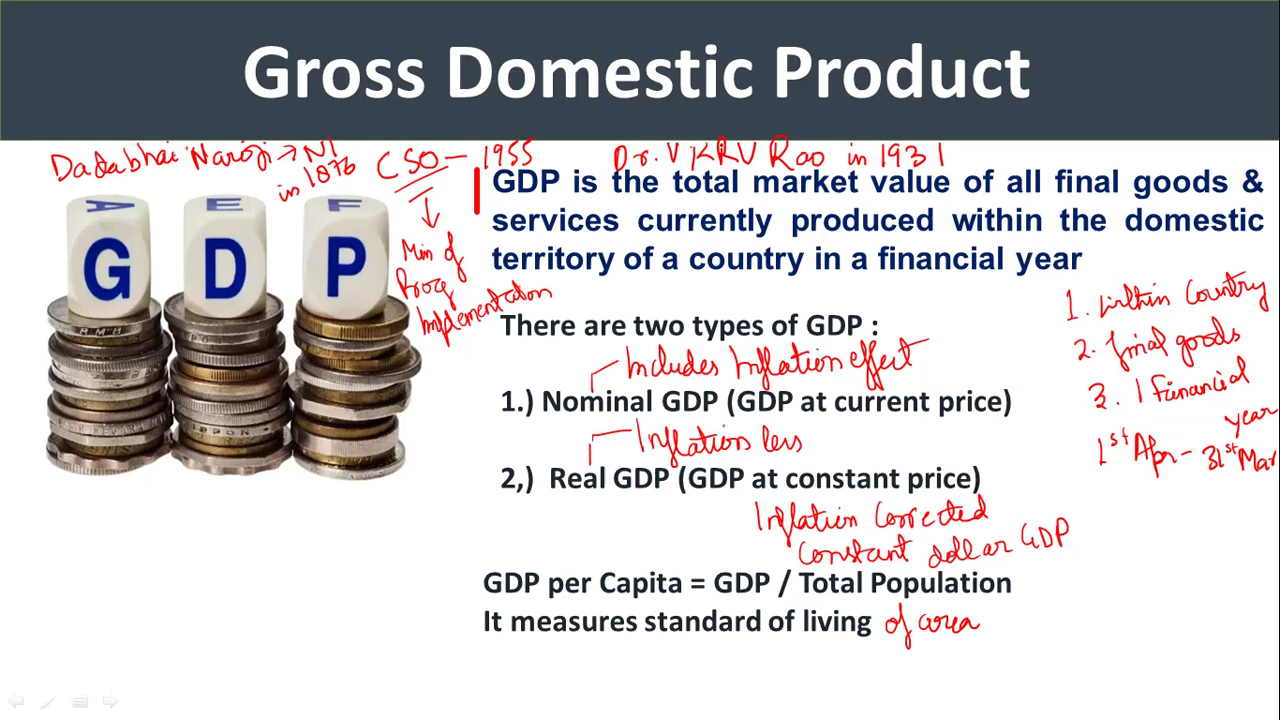 Gross Domestic Product
Dadabhai Naroji → NI
in 1876
CSO - 1955
Dr. V KRV Rao in 1931
GDP is the total market value of all final goods &
services currently produced within the domestic
territory of a country in a financial year
A E F
G D P
Min of
Implementation
1. within Country
2. final goods
3. 1 financial
year
1st Apr - 31st Mar
There are two types of GDP :
Includes Inflation effect
1.) Nominal GDP (GDP at current price)
Inflation less
2,) Real GDP (GDP at constant price)
Inflation Corrected
Constant dollar GDP
GDP per Capita = GDP / Total Population
It measures standard of living of area